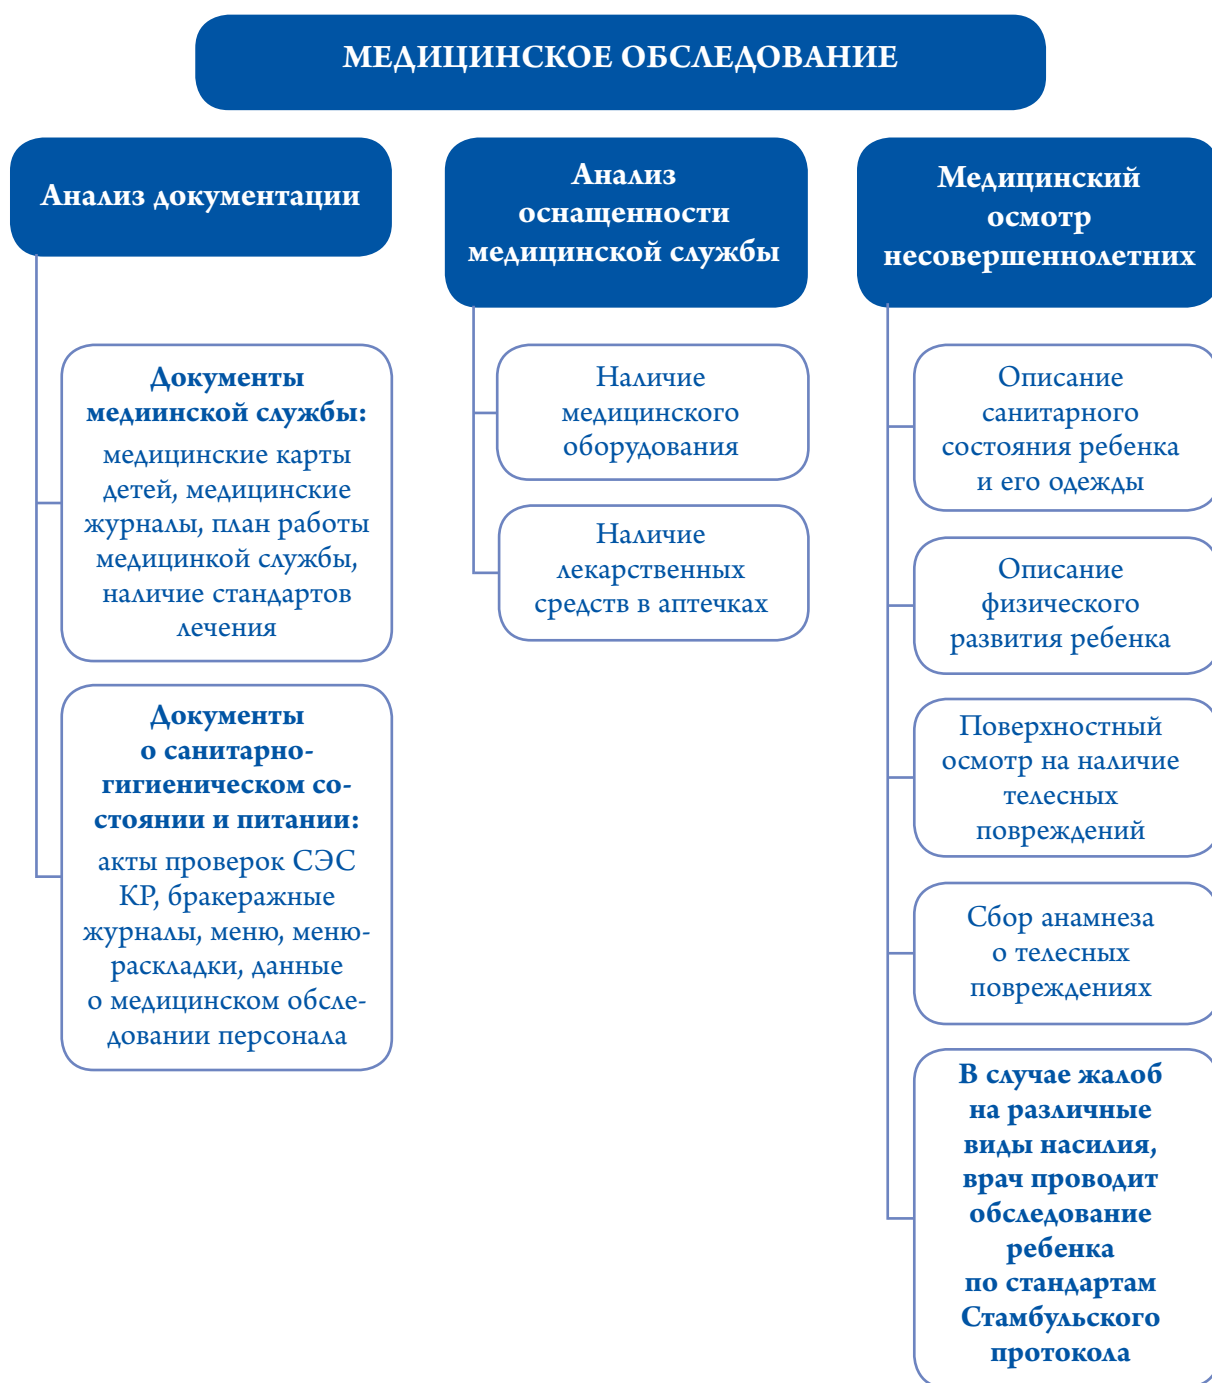 МЕДИЦИНСКОЕ ОБСЛЕДОВАНИЕ
Анализ документации
Документы
медиинской службы:
медицинские карты
детей, медицинские
журналы, план работы
медицинкой службы,
наличие стандартов
лечения
Документы
о санитарно-
гигиеническом со-
стоянии и питании:
акты проверок СЭС
КР, бракеражные
журналы, меню, меню-
раскладки, данные
о медицинском обсле-
довании персонала
Анализ
оснащенности
медицинской службы
Наличие
медицинского
оборудования
Наличие
лекарственных
средств в аптечках
Медицинский
осмотр
несовершеннолетних
Описание
санитарного
состояния ребенка
и его одежды
Описание
физического
развития ребенка
Поверхностный
осмотр на наличие
телесных
повреждений
Сбор анамнеза
о телесных
повреждениях
В случае жалоб
на различные
виды насилия,
врач проводит
обследование
ребенка
по стандартам
Стамбульского
протокола